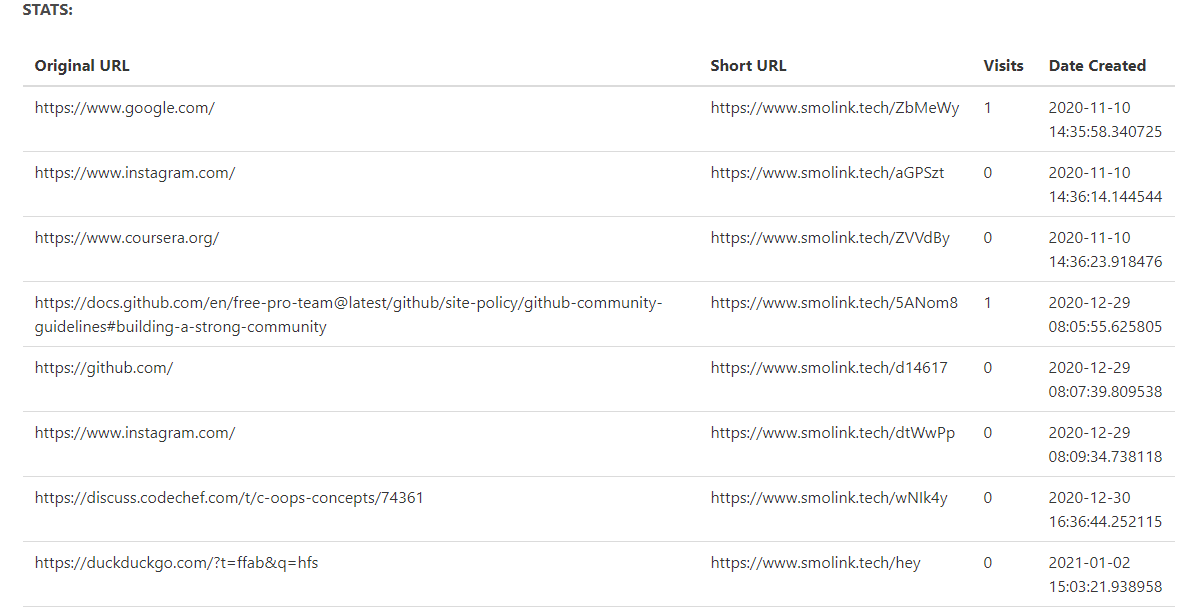 STATS:
Original URL Short URL Visits Date Created
https://www.google.com/ https://www.smolink.tech/ZbMeWy 1 2020-11-10
14:35:58.340725
https://www.instagram.com/ https://www.smolink.tech/aGPSzt 0 2020-11-10
14:36:14.144544
https://www.coursera.org/ https://www.smolink.tech/ZVVdBy 0 2020-11-10
14:36:23.918476
https://docs.github.com/en/free-pro-team@latest/github/site-policy/github-community- https://www.smolink.tech/5ANom8 1 2020-12-29
guidelines#building-a-strong-community 08:05:55.625805
https://github.com/ https://www.smolink.tech/d14617 0 2020-12-29
08:07:39.809538
https://www.instagram.com/ https://www.smolink.tech/dtWwPp 0 2020-12-29
08:09:34.738118
https://discuss.codechef.com/t/c-oops-concepts/74361 https://www.smolink.tech/wNIk4y 0 2020-12-30
16:36:44.252115
https://duckduckgo.com/?t=ffab&q=hfs https://www.smolink.tech/hey 0 2021-01-02
15:03:21.938958